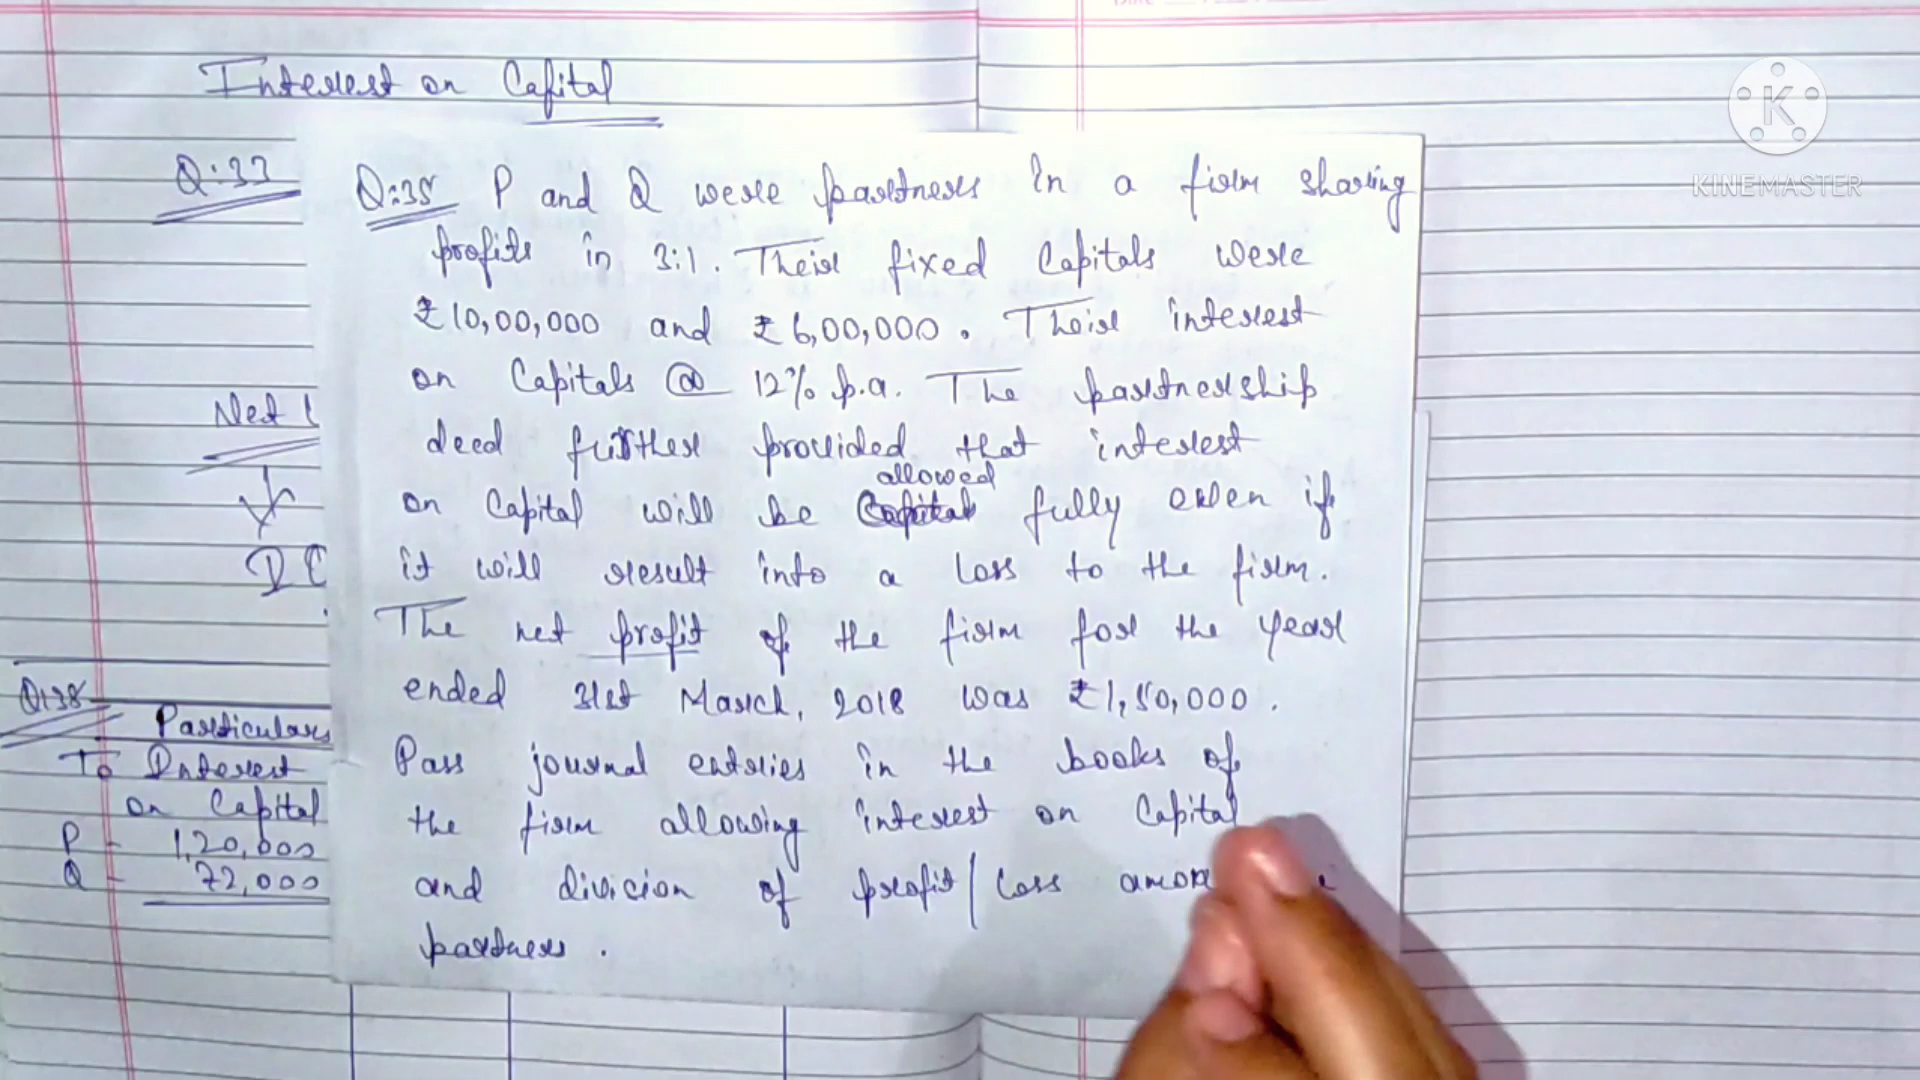 Interest on Capital
KINEMASTER
Q:33
Q:38 P and Q were partners in a firm sharing
profits in 3:1. Their fixed Capitals were
₹10,00,000 and ₹6,00,000. Their interest
on Capitals @ 12% p.a. The partnership
Net
deed further provided that interest
allowed
on Capital will be Capital fully even if
it will result into a loss to the firm.
The net profit of the firm for the year
ended 31st March, 2018 was ₹1,50,000.
Pass journal entries in the books of
the firm allowing interest on Capital
and division of profit/loss
partners.
Q:38
Particulars
To Interest
on Capital
P - 1,20,000
Q - 72,000